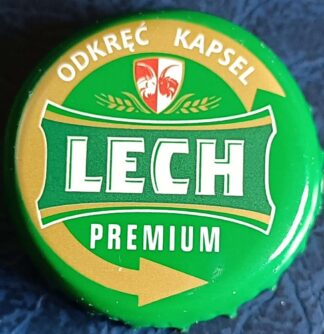 ODKRĘĆ KAPSEL
LECH
PREMIUM